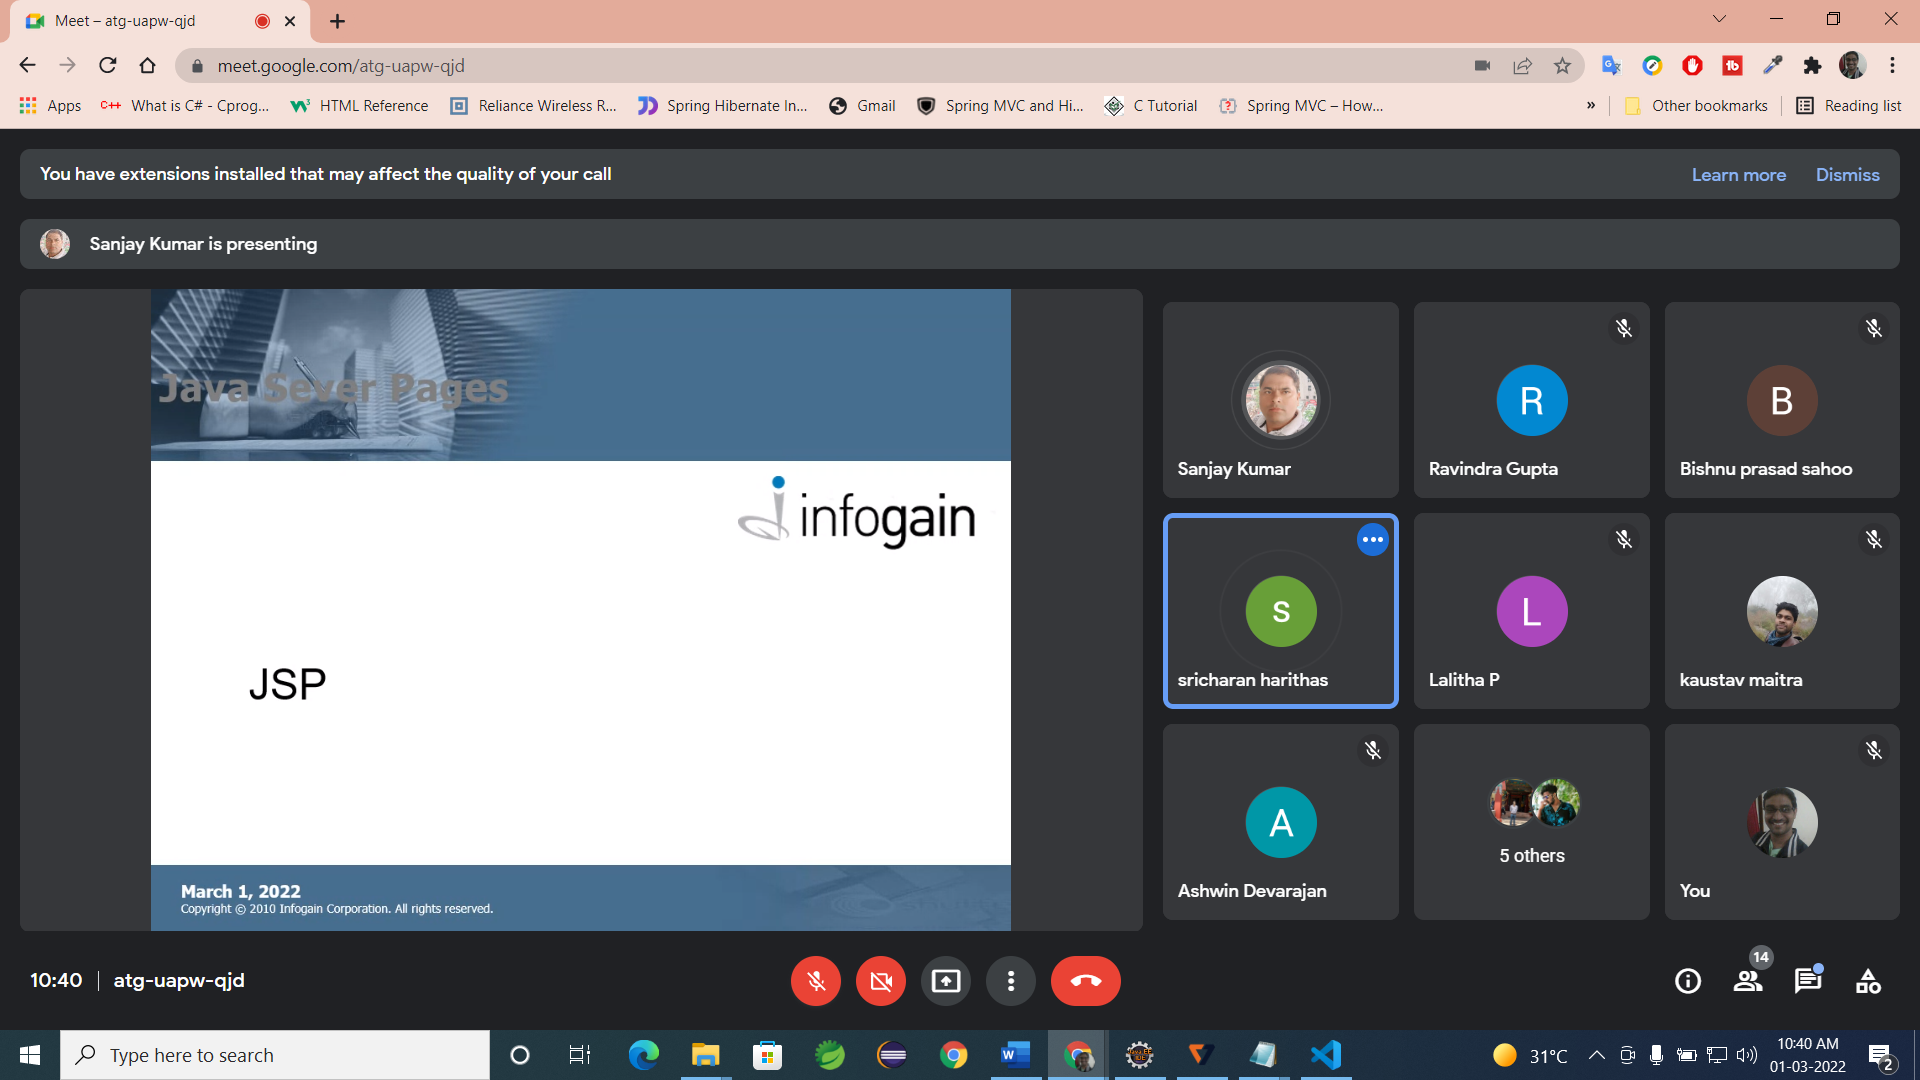 Meet – atg-uapw-qjd
meet.google.com/atg-uapw-qjd
Apps
C++ What is C# - Cprog...
HTML Reference
Reliance Wireless R...
Spring Hibernate In...
Gmail
Spring MVC and Hi...
C Tutorial
Spring MVC – How...
»
Other bookmarks
Reading list
You have extensions installed that may affect the quality of your call
Learn more
Dismiss
Sanjay Kumar is presenting
Java Sever Pages
infogain
JSP
March 1, 2022
Copyright © 2010 Infogain Corporation. All rights reserved.
Sanjay Kumar
R
Ravindra Gupta
B
Bishnu prasad sahoo
s
sricharan harithas
L
Lalitha P
kaustav maitra
A
Ashwin Devarajan
5 others
You
10:40 | atg-uapw-qjd
14
Type here to search
31°C
10:40 AM
01-03-2022
2